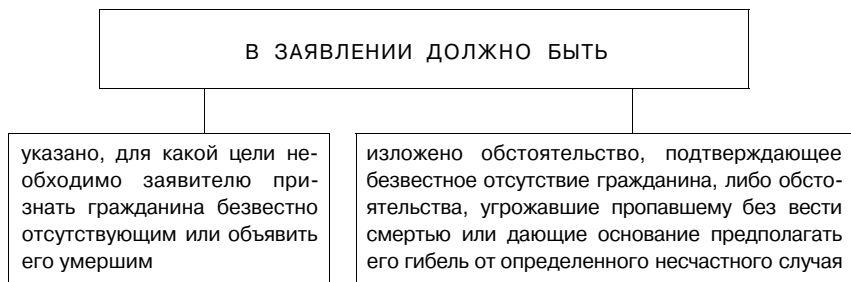 В ЗАЯВЛЕНИИ ДОЛЖНО БЫТЬ
указано, для какой цели не-
обходимо заявителю при-
знать гражданина безвестно
отсутствующим или объявить
его умершим
изложено обстоятельство, подтверждающее
безвестное отсутствие гражданина, либо обсто-
ятельства, угрожавшие пропавшему без вести
смертью или дающие основание предполагать
его гибель от определенного несчастного случая